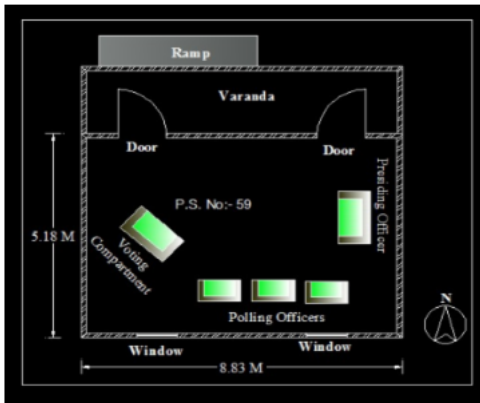 Ramp
Varanda
Door
Door
P.S. No:- 59
Presiding Officer
5.18 M
Voting
Compartment
Polling Officers
N
Window
Window
8.83 M